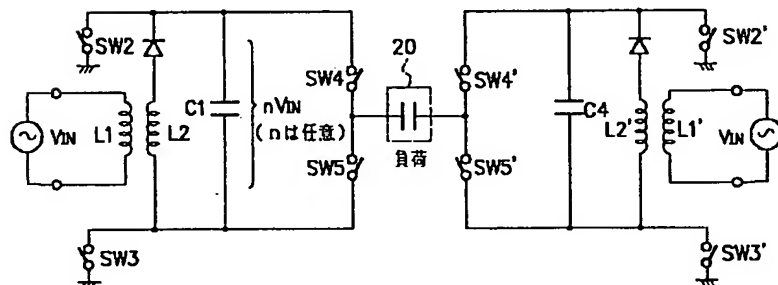 SW2
VIN
L1
L2
C1
nVIN
(nは任意)
SW4
SW5
SW3
20
負荷
SW4'
SW5'
C4
L2'
L1'
VIN
SW2'
SW3'